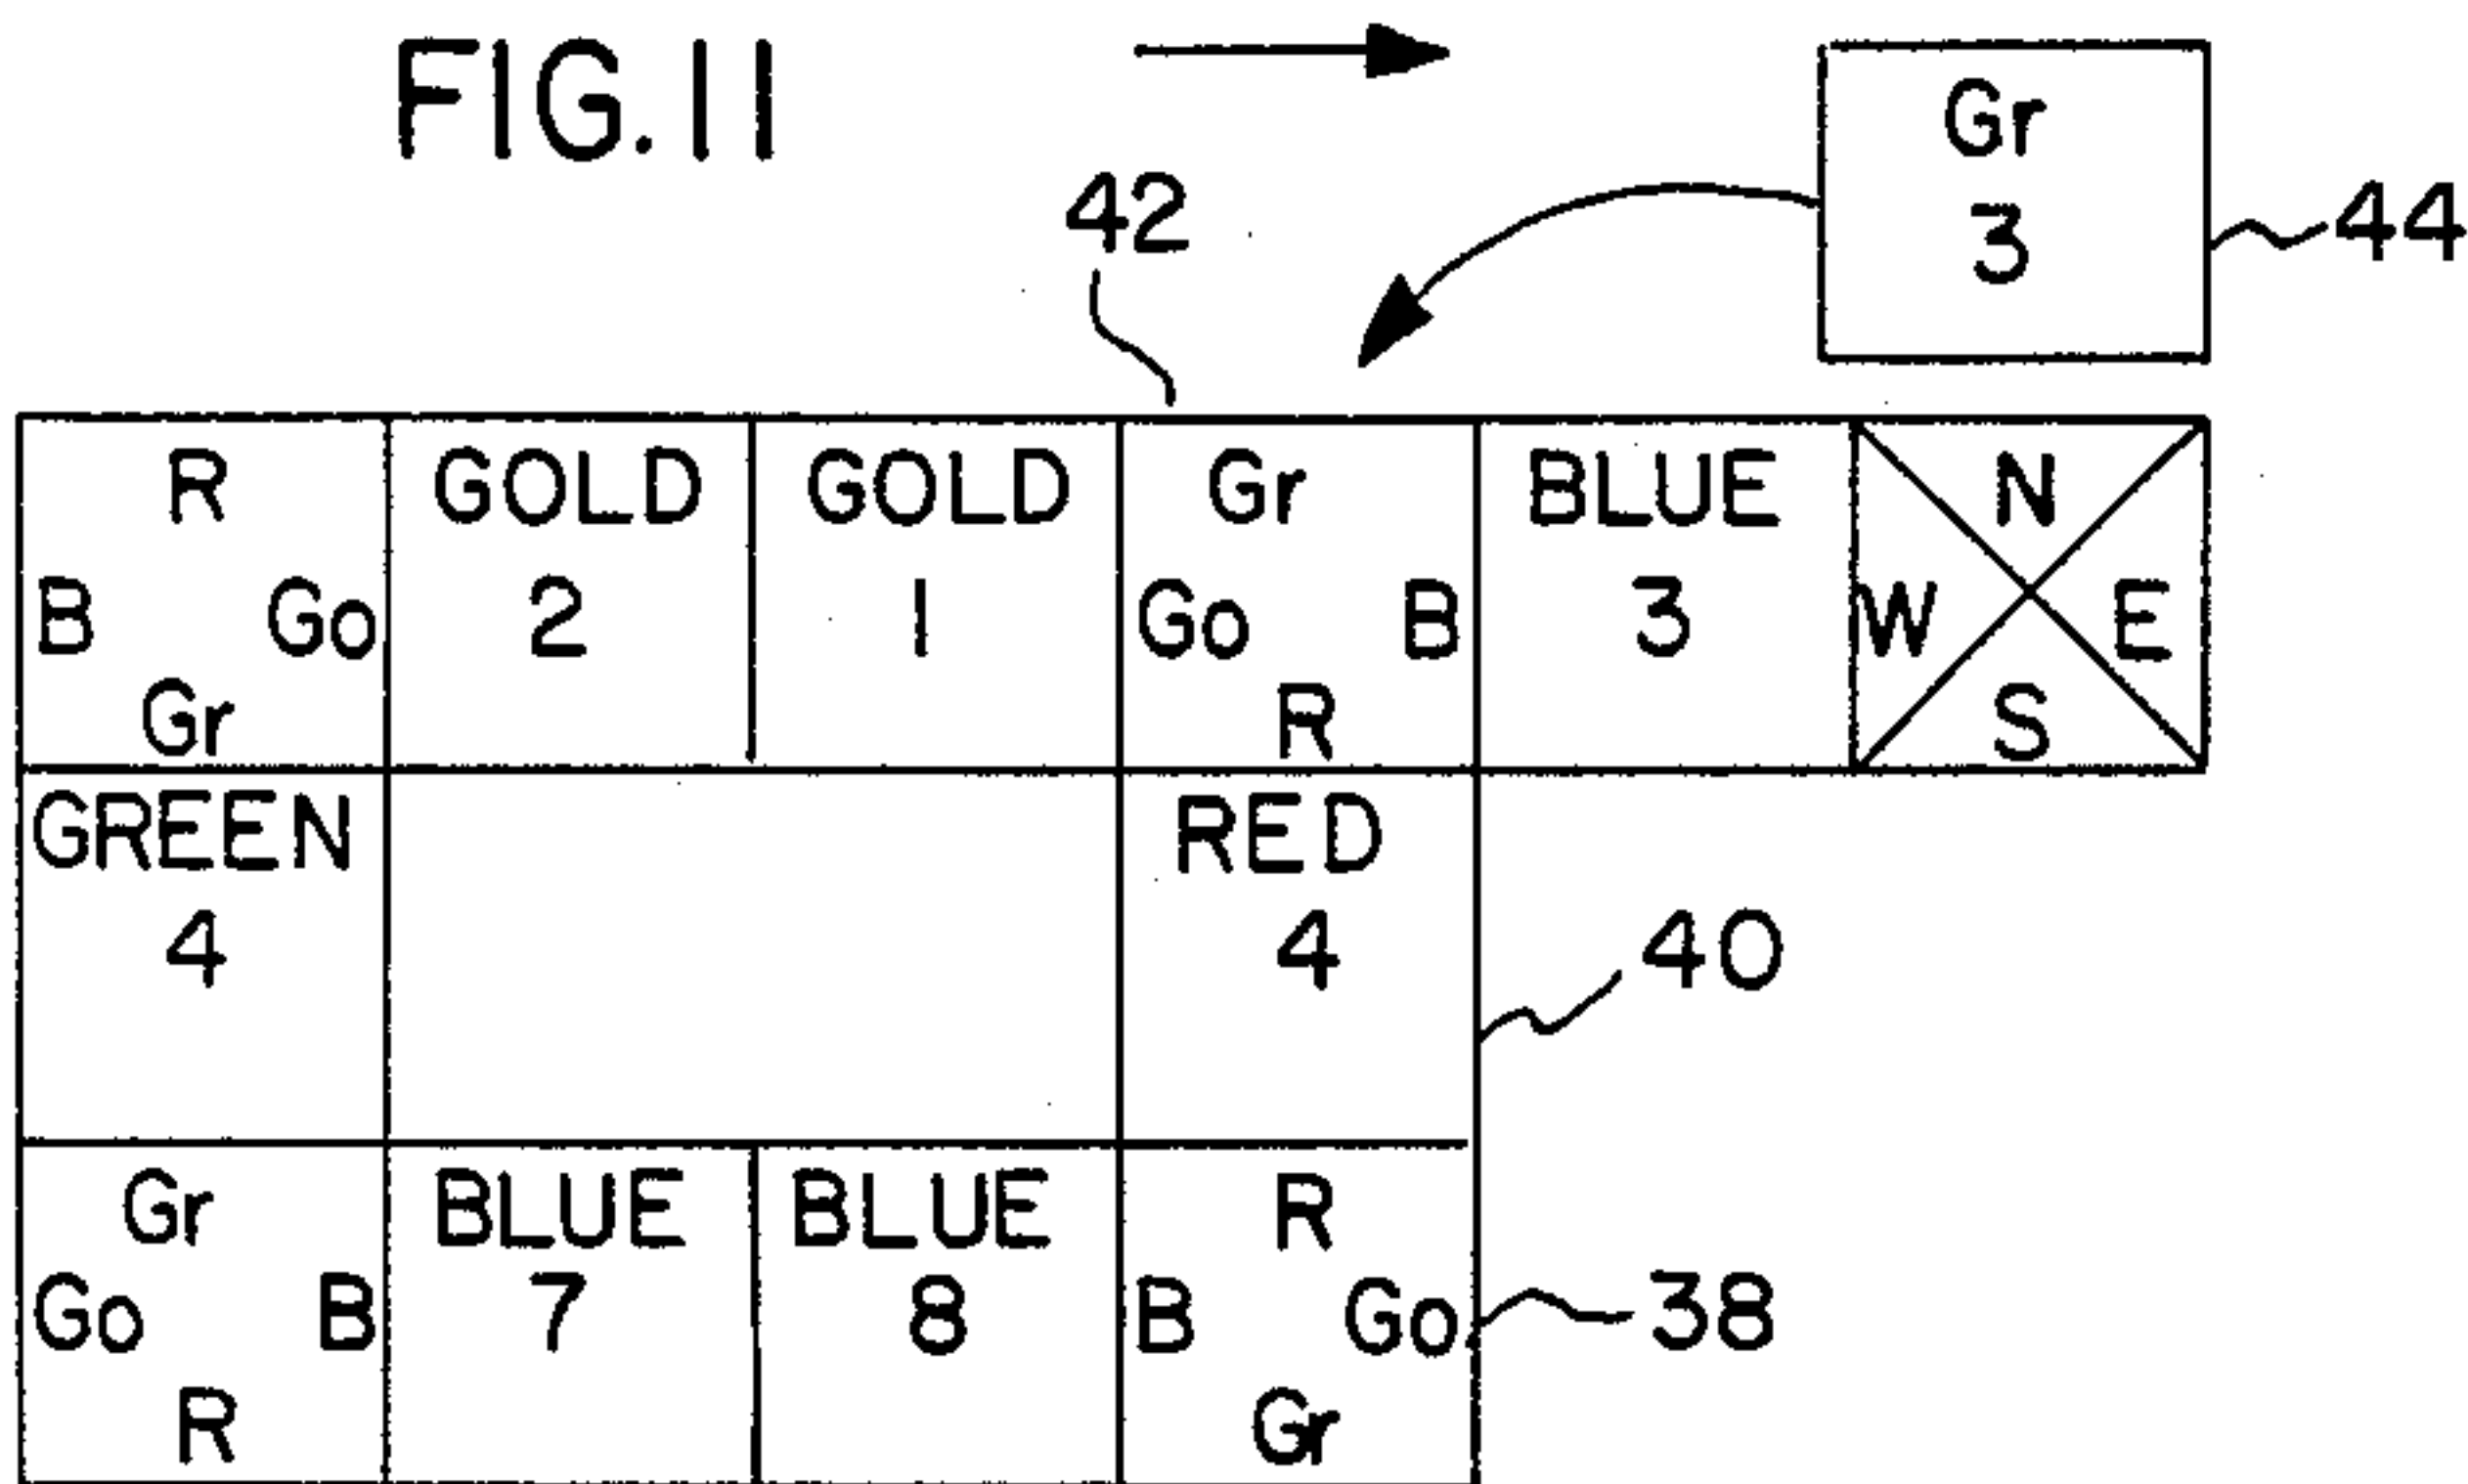 FIG. 11
Gr
3
44
42
R GOLD GOLD Gr BLUE N
B Go 2 1 Go B 3 W E
Gr R S
GREEN RED
4 4 40
Gr BLUE BLUE R
Go B 7 8 B Go 38
R Gr